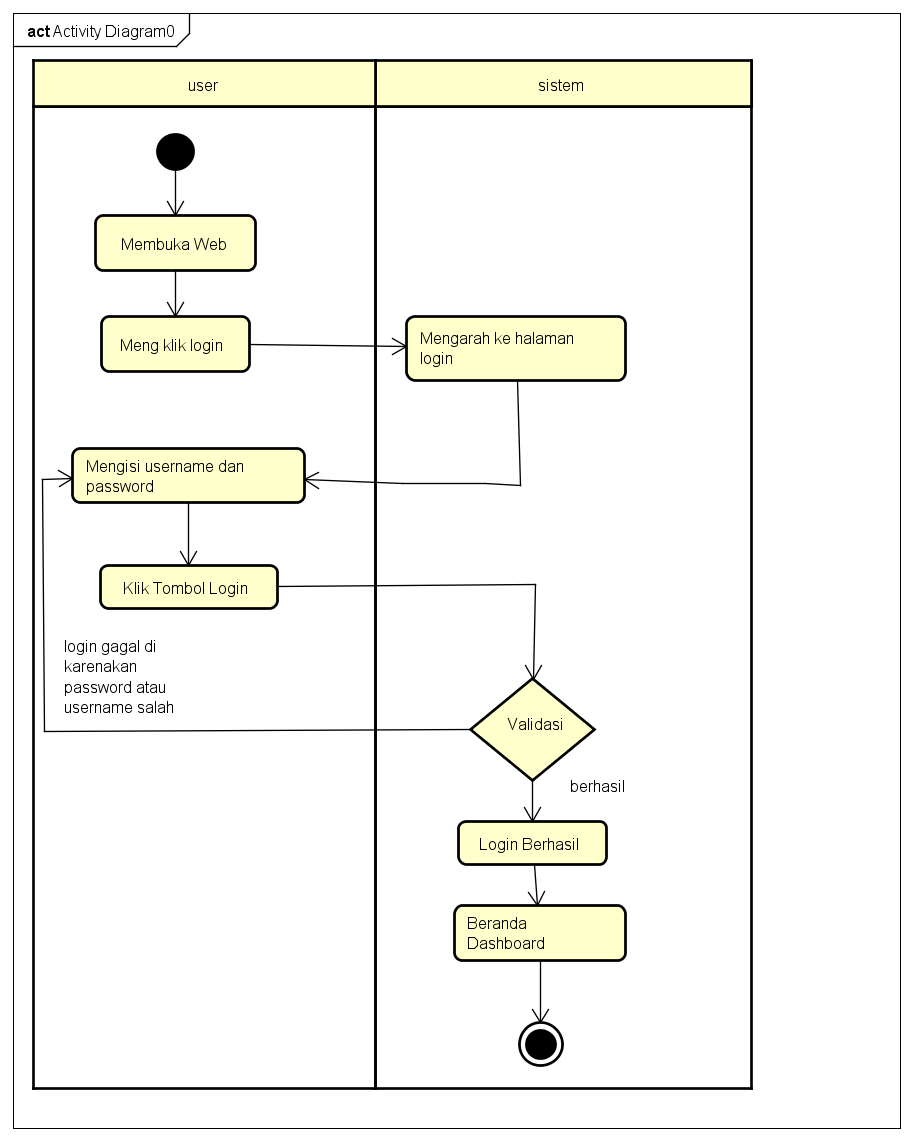 act Activity Diagram0
user
sistem
Membuka Web
Meng klik login
Mengarah ke halaman
login
Mengisi username dan
password
Klik Tombol Login
login gagal di
karenakan
password atau
username salah
Validasi
berhasil
Login Berhasil
Beranda
Dashboard